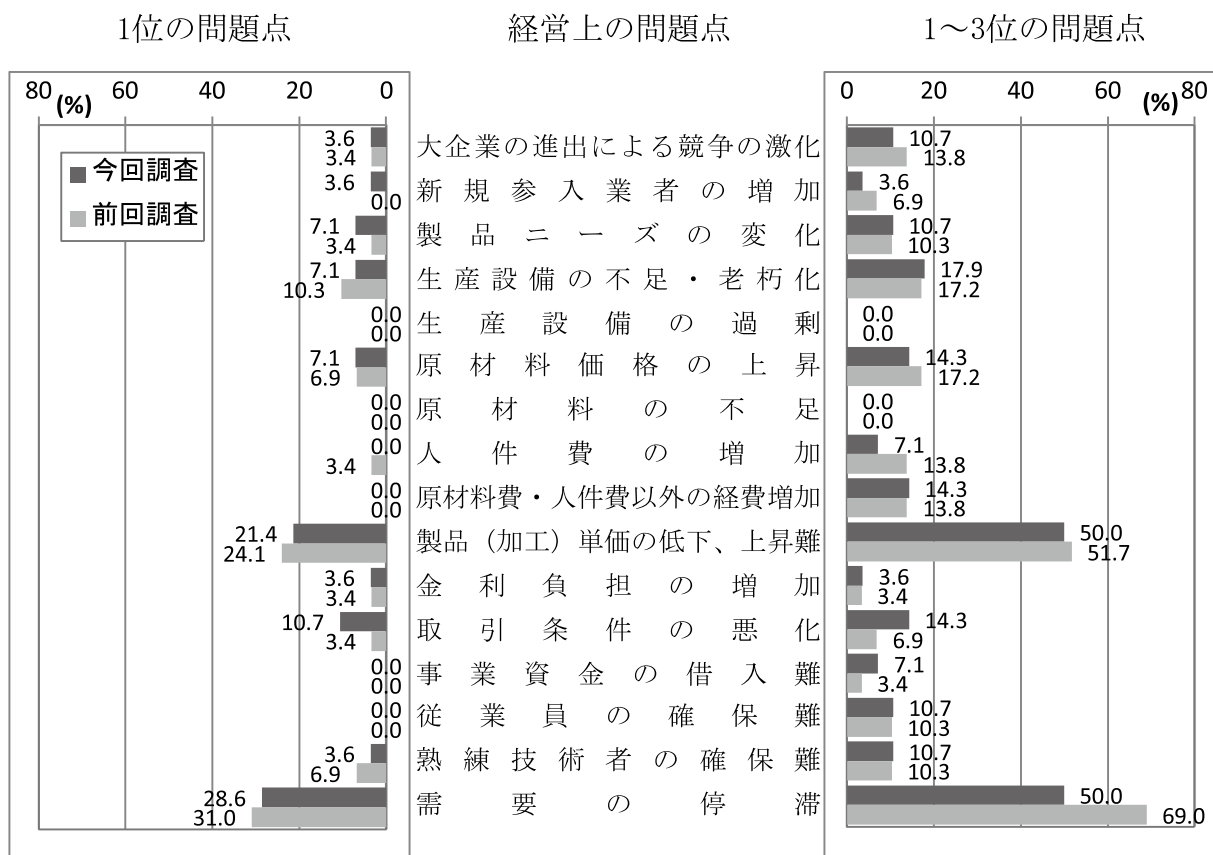 1位の問題点 経営上の問題点 1～3位の問題点
80 (%) 60 40 20 0 0 20 40 60 (%) 80
今回調査
前回調査
3.6 3.4 大企業の進出による競争の激化 10.7 13.8
3.6 0.0 新規参入業者の増加 3.6 6.9
7.1 3.4 製品ニーズの変化 10.7 10.3
7.1 10.3 生産設備の不足・老朽化 17.9 17.2
0.0 0.0 生産設備の過剰 0.0 0.0
7.1 6.9 原材料価格の上昇 14.3 17.2
0.0 0.0 原材料の不足 0.0 0.0
0.0 3.4 人件費の増加 7.1 13.8
0.0 0.0 原材料費・人件費以外の経費増加 14.3 13.8
21.4 24.1 製品（加工）単価の低下、上昇難 50.0 51.7
3.6 3.4 金利負担の増加 3.6 3.4
10.7 3.4 取引条件の悪化 14.3 6.9
0.0 0.0 事業資金の借入難 7.1 3.4
0.0 0.0 従業員の確保難 10.7 10.3
3.6 6.9 熟練技術者の確保難 10.7 10.3
28.6 31.0 需要の停滞 50.0 69.0